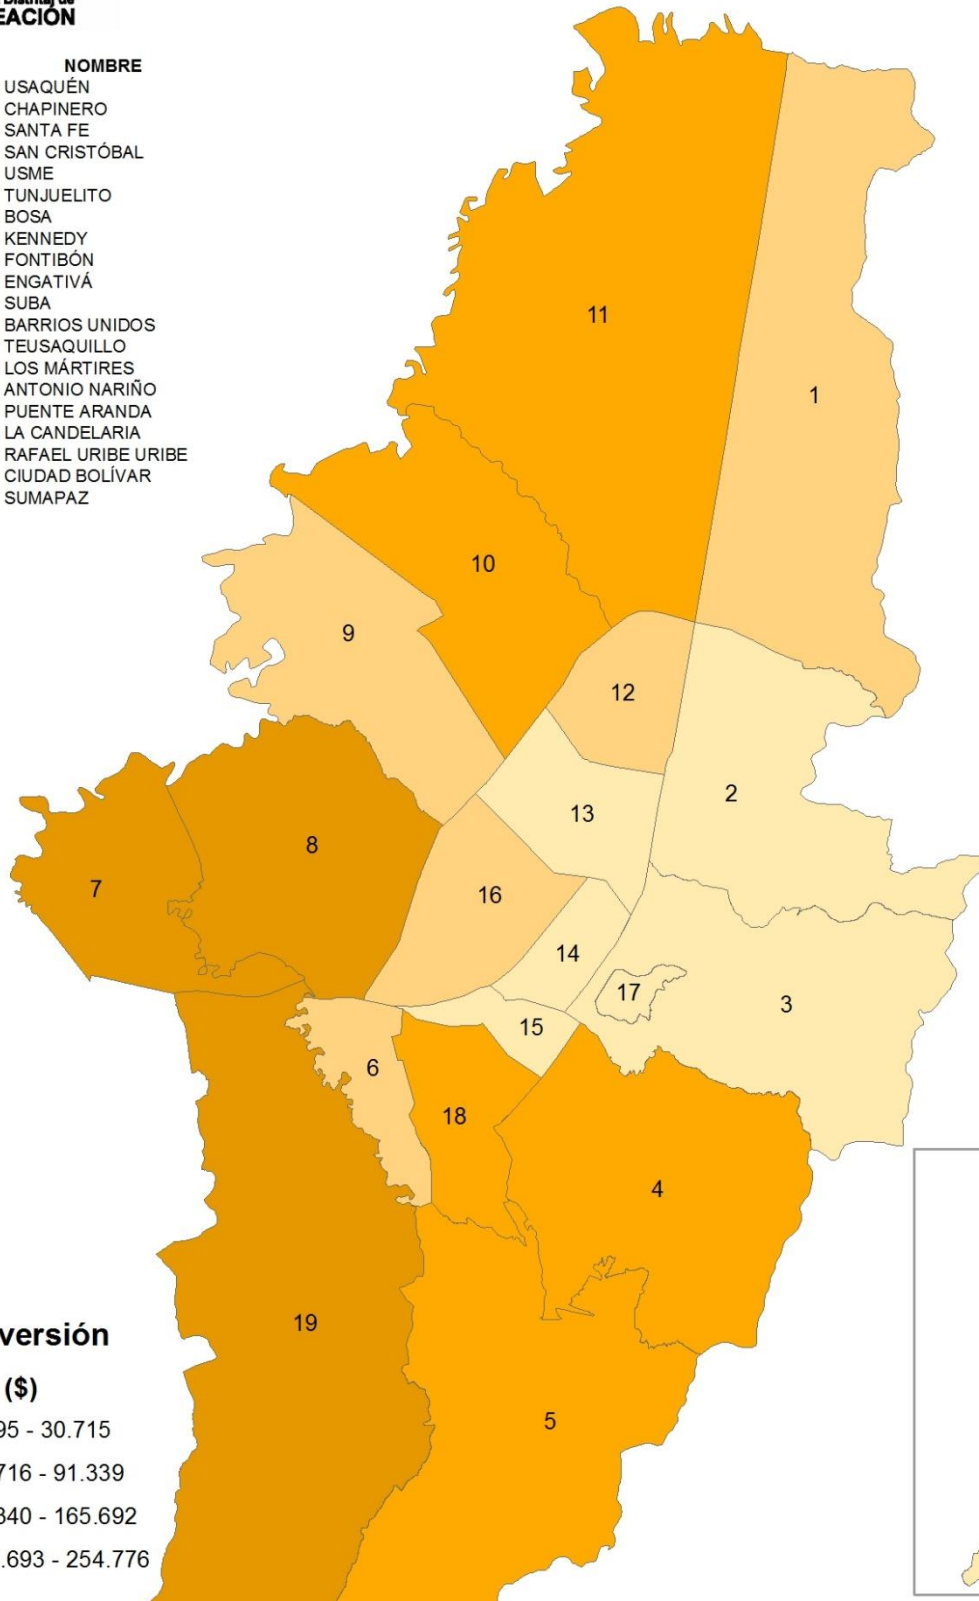 Distrital de
EACIÓN
NOMBRE
USAQUÉN
CHAPINERO
SANTA FE
SAN CRISTÓBAL
USME
TUNJUELITO
BOSA
KENNEDY
FONTIBÓN
ENGATIVÁ
SUBA
BARRIOS UNIDOS
TEUSAQUILLO
LOS MÁRTIRES
ANTONIO NARIÑO
PUENTE ARANDA
LA CANDELARIA
RAFAEL URIBE URIBE
CIUDAD BOLÍVAR
SUMAPAZ
11
1
10
9
12
2
13
8
7
16
14
17
3
15
6
18
4
19
5
versión
($)
95 - 30.715
716 - 91.339
340 - 165.692
.693 - 254.776